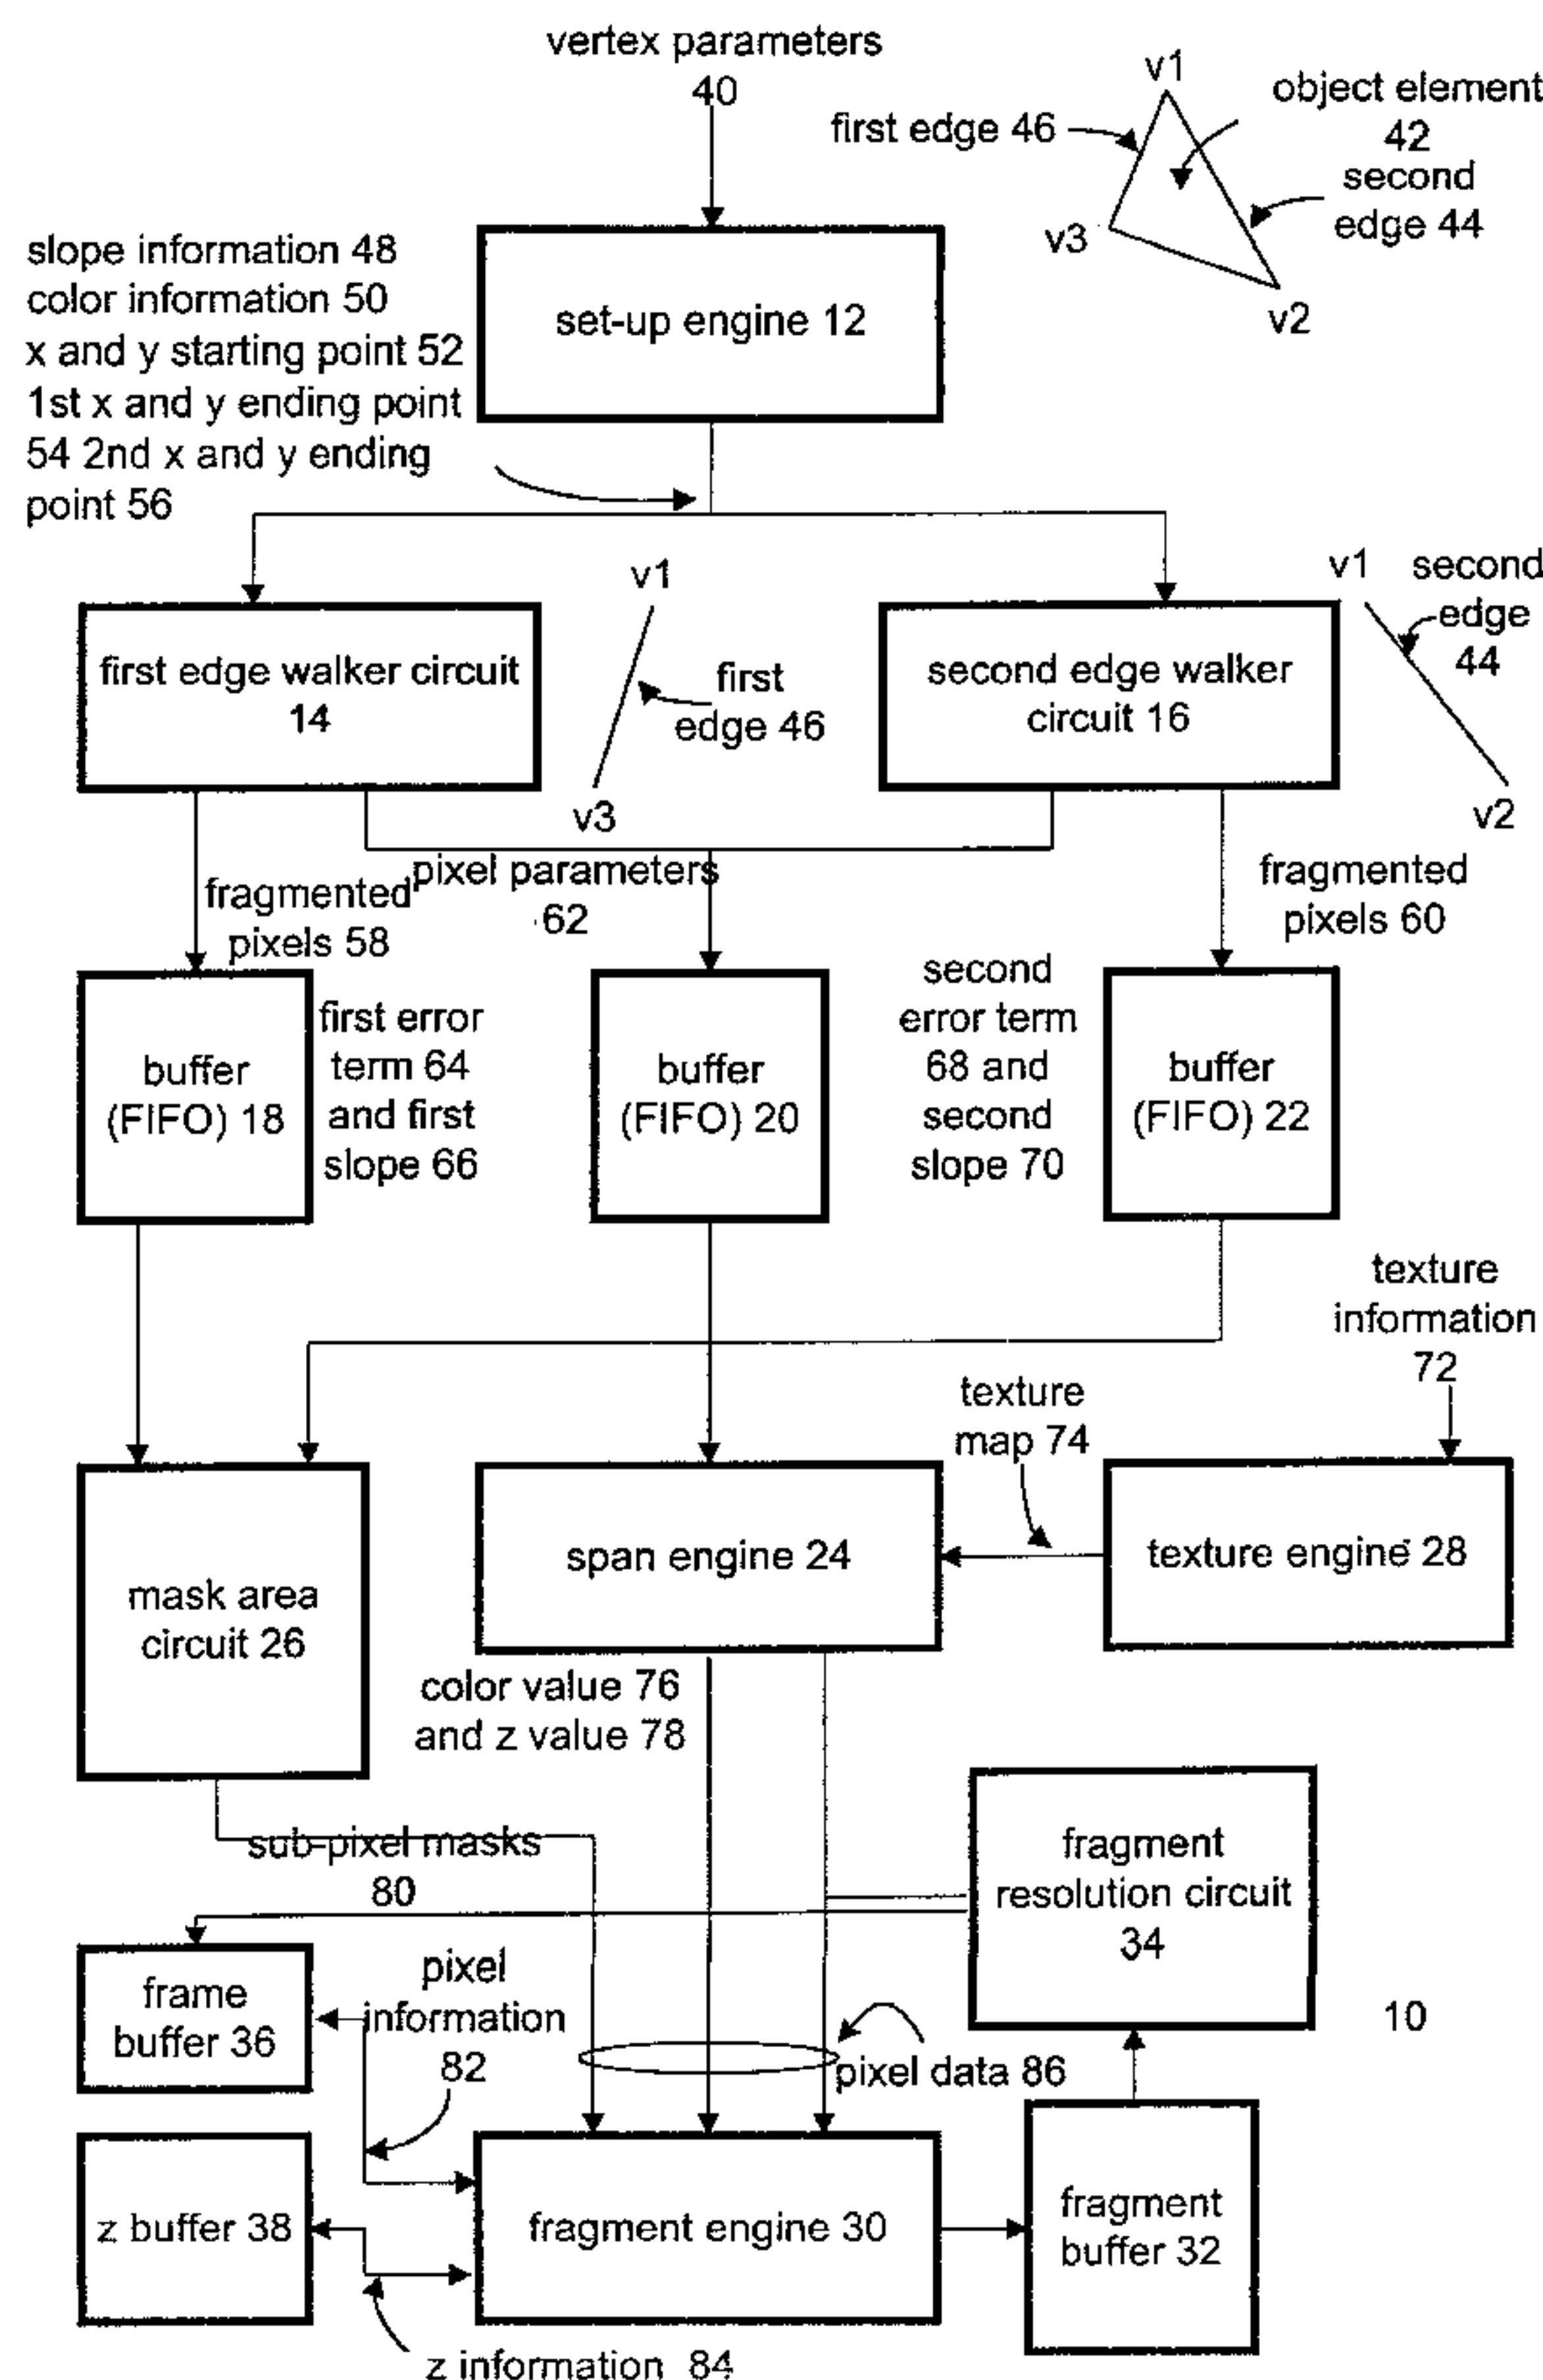 vertex parameters
40
v1
object element
42
first edge 46
second
edge 44
v3
v2
slope information 48
color information 50
x and y starting point 52
1st x and y ending point
54 2nd x and y ending
point 56
set-up engine 12
v1
first
edge 46
v3
v1
second
edge
44
v2
first edge walker circuit
14
second edge walker
circuit 16
fragmented
pixels 58
pixel parameters
62
fragmented
pixels 60
buffer
(FIFO) 18
first error
term 64
and first
slope 66
buffer
(FIFO) 20
second
error term
68 and
second
slope 70
buffer
(FIFO) 22
texture
information
72
texture
map 74
mask area
circuit 26
span engine 24
texture engine 28
color value 76
and z value 78
sub-pixel masks
80
fragment
resolution circuit
34
frame
buffer 36
pixel
information
82
pixel data 86
10
z buffer 38
fragment engine 30
fragment
buffer 32
z information 84